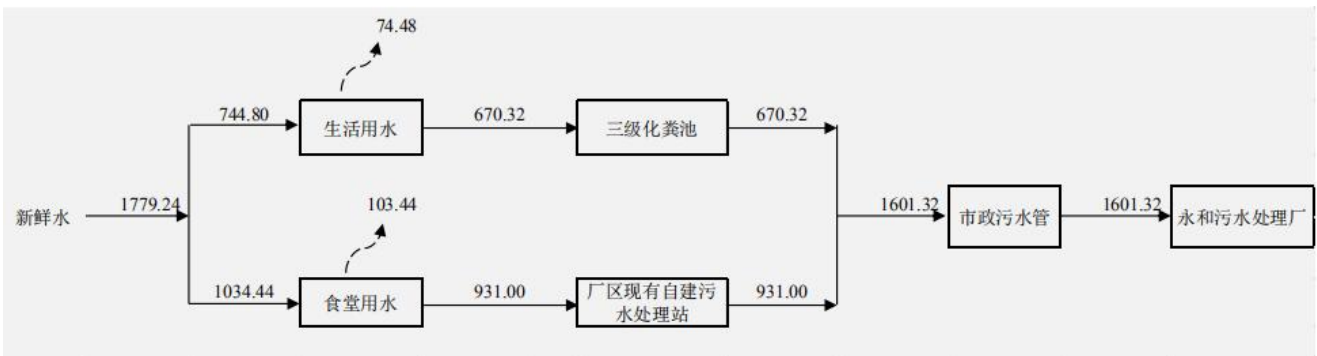 74.48
744.80
生活用水
670.32
三级化粪池
670.32
新鲜水
1779.24
103.44
1601.32
市政污水管
1601.32
永和污水处理厂
1034.44
食堂用水
931.00
厂区现有自建污
水处理站
931.00